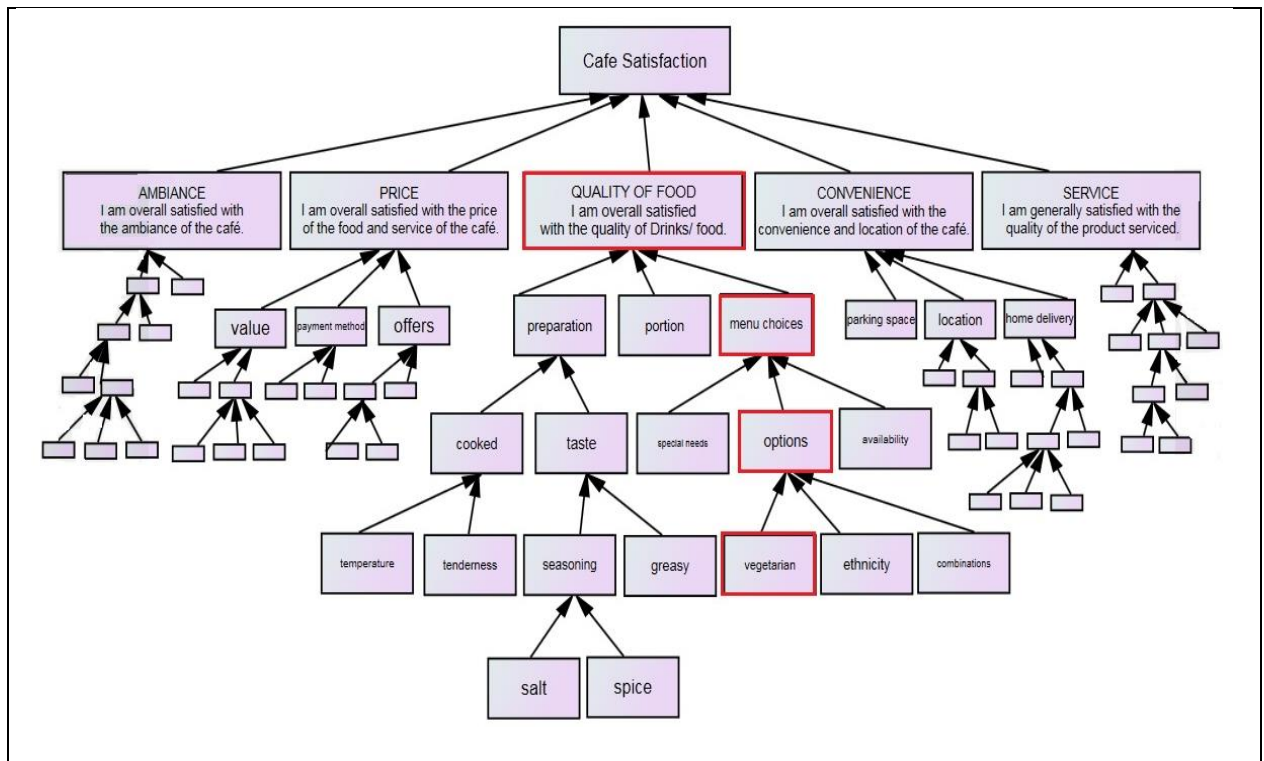 Cafe Satisfaction
AMBIANCE
I am overall satisfied with
the ambiance of the café.
PRICE
I am overall satisfied with the price
of the food and service of the café.
QUALITY OF FOOD
I am overall satisfied
with the quality of Drinks/ food.
CONVENIENCE
I am overall satisfied with the
convenience and location of the café.
SERVICE
I am generally satisfied with the
quality of the product serviced.
value
payment method
offers
preparation
portion
menu choices
parking space
location
home delivery
cooked
taste
special needs
options
availability
temperature
tenderness
seasoning
greasy
vegetarian
ethnicity
combinations
salt
spice